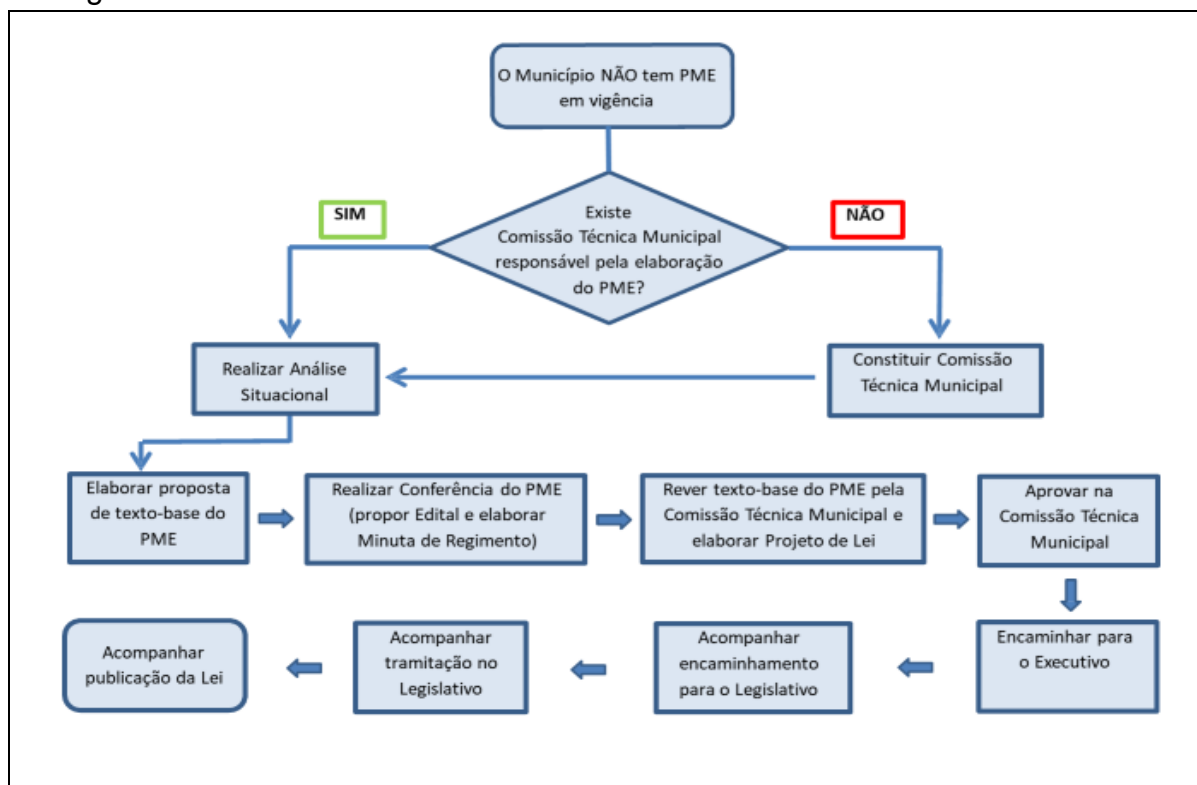 O Município NÃO tem PME
em vigência
SIM
NÃO
Existe
Comissão Técnica Municipal
responsável pela elaboração
do PME?
Realizar Análise
Situacional
Constituir Comissão
Técnica Municipal
Elaborar proposta
de texto-base do
PME
Realizar Conferência do PME
(propor Edital e elaborar
Minuta de Regimento)
Rever texto-base do PME pela
Comissão Técnica Municipal e
elaborar Projeto de Lei
Aprovar na
Comissão Técnica
Municipal
Encaminhar para
o Executivo
Acompanhar
encaminhamento
para o Legislativo
Acompanhar
tramitação no
Legislativo
Acompanhar
publicação da Lei